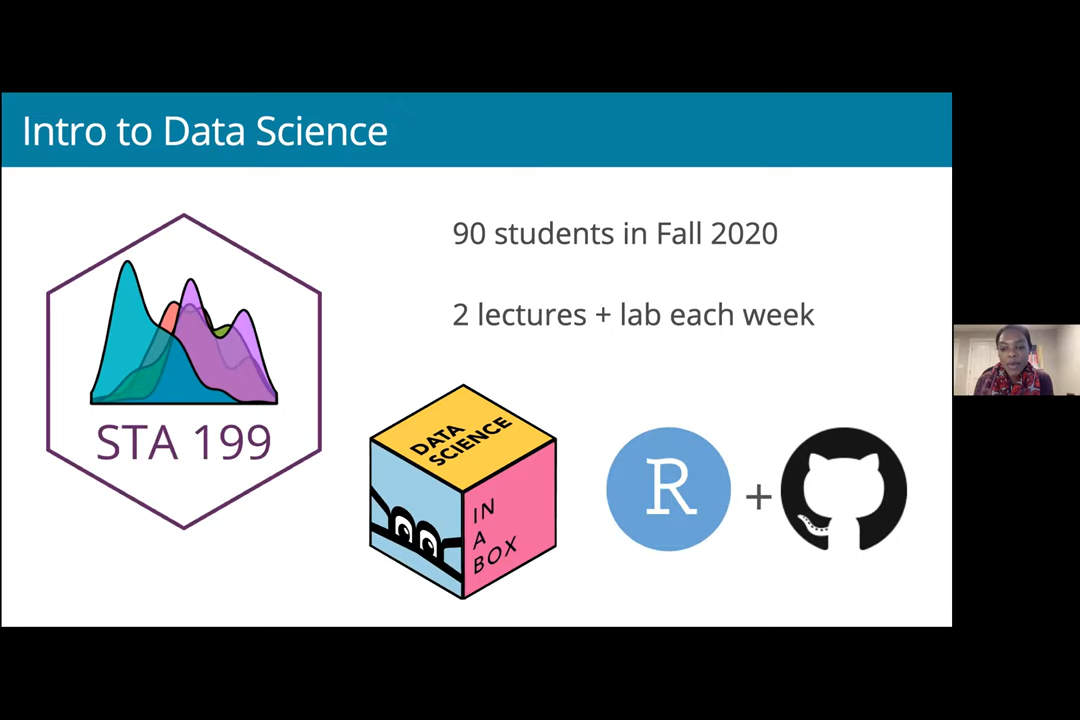 Intro to Data Science
90 students in Fall 2020
2 lectures + lab each week
STA 199
DATA
SCIENCE
IN
A
BOX
R
+